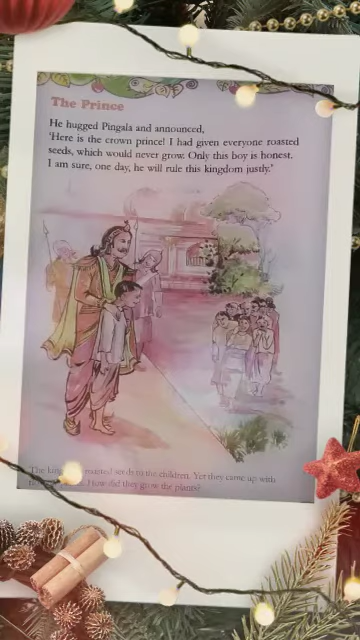 The Prince
He hugged Pingala and announced,
'Here is the crown prince! I had given everyone roasted
seeds, which would never grow. Only this boy is honest.
I am sure, one day, he will rule this kingdom justly.'
The king roasted seeds to the children. Yet they came up with
How did they grow the plants?